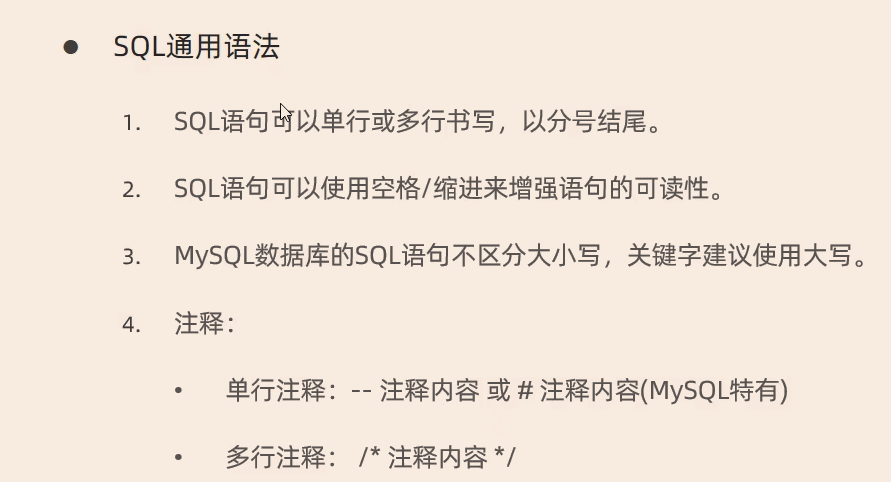 ● SQL通用语法
1. SQL语句可以单行或多行书写，以分号结尾。
2. SQL语句可以使用空格/缩进来增强语句的可读性。
3. MySQL数据库的SQL语句不区分大小写，关键字建议使用大写。
4. 注释：
• 单行注释：-- 注释内容 或 # 注释内容(MySQL特有)
• 多行注释： /* 注释内容 */